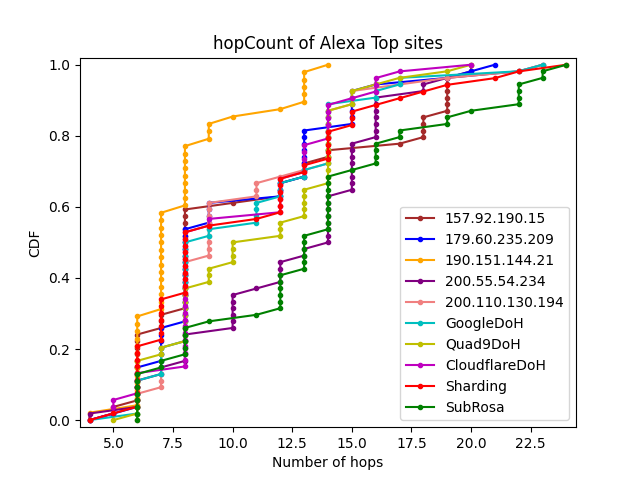 hopCount of Alexa Top sites
CDF
1.0
0.8
0.6
0.4
0.2
0.0
5.0 7.5 10.0 12.5 15.0 17.5 20.0 22.5
Number of hops
157.92.190.15
179.60.235.209
190.151.144.21
200.55.54.234
200.110.130.194
GoogleDoH
Quad9DoH
CloudflareDoH
Sharding
SubRosa